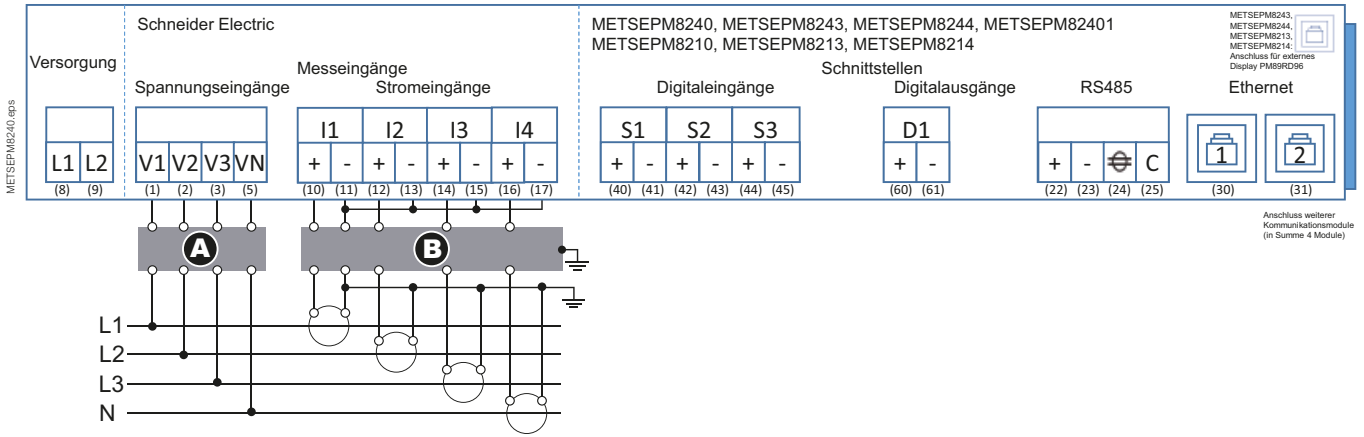 Schneider Electric
METSEPM8240, METSEPM8243, METSEPM8244, METSEPM82401
METSEPM8210, METSEPM8213, METSEPM8214
METSEPM8243,
METSEPM8244,
METSEPM8213,
METSEPM8214:
Anschluss für externes
Display PM89RD96
Versorgung
Messeingänge
Schnittstellen
Spannungseingänge
Stromeingänge
Digitaleingänge
Digitalausgänge
RS485
Ethernet
METSEPM8240.eps
I1 I2 I3 I4
S1 S2 S3
D1
L1 L2
V1 V2 V3 VN
+ - + - + - + -
+ - + - + -
+ -
+ - C
1
2
(8) (9)
(1) (2) (3) (5)
(10) (11) (12) (13) (14) (15) (16) (17)
(40) (41) (42) (43) (44) (45)
(60) (61)
(22) (23) (24) (25)
(30)
(31)
Anschluss weiterer
Kommunikationsmodule
(in Summe 4 Module)
A
B
L1
L2
L3
N